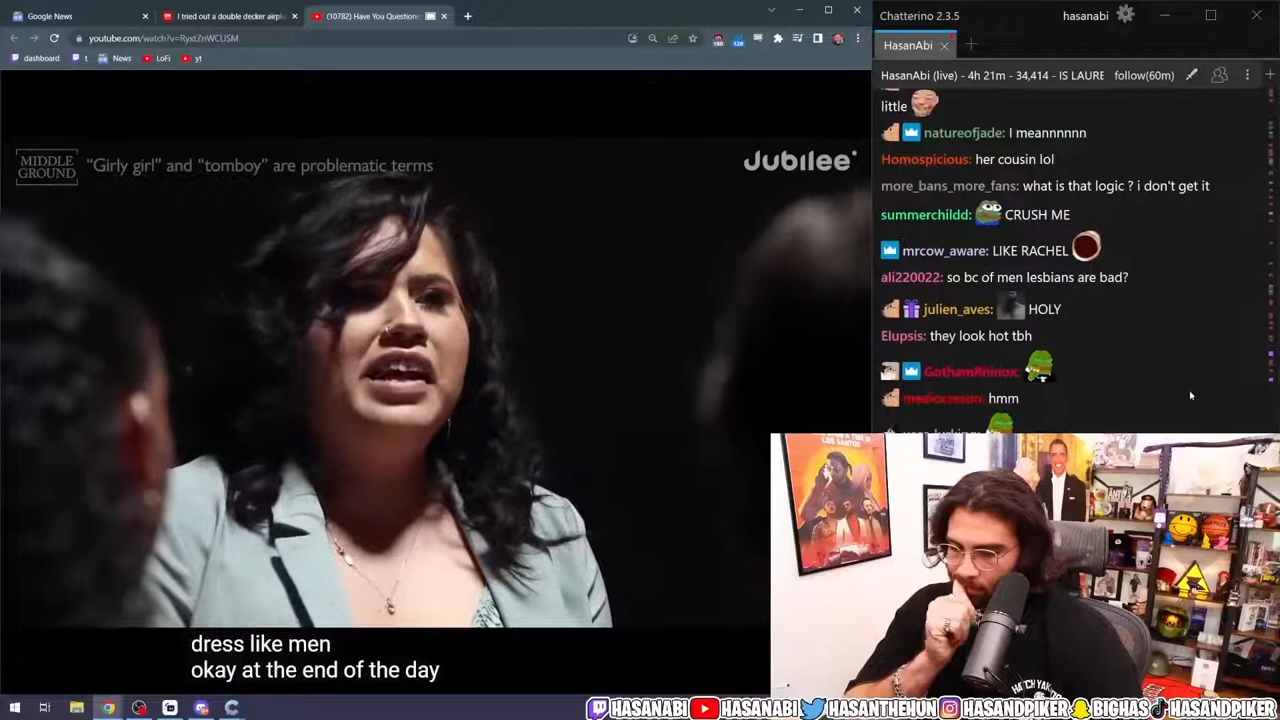 Google News
I tried out a double decker airpl
(10782) Have You Question
youtube.com/watch?v=RyxtZnWCUSM
dashboard
t
News
LoFi
yt
MIDDLE
GROUND
“Girly girl” and “tomboy” are problematic terms
Jubilee
dress like men
okay at the end of the day
Chatterino 2.3.5
hasanabi
HasanAbi
HasanAbi (live) - 4h 21m - 34,414 - IS LAURE
follow(60m)
little
natureofjade: I meannnnnn
Homospicious: her cousin lol
more_bans_more_fans: what is that logic ? i don't get it
summerchildd: CRUSH ME
mrcow_aware: LIKE RACHEL
ali220022: so bc of men lesbians are bad?
julien_aves: HOLY
Elupsis: they look hot tbh
hmm
LOS SANTOS
HASANABI
HASANABI
HASANTHEHUN
HASANDPIKER
BIGHAS
HASANDPIKER